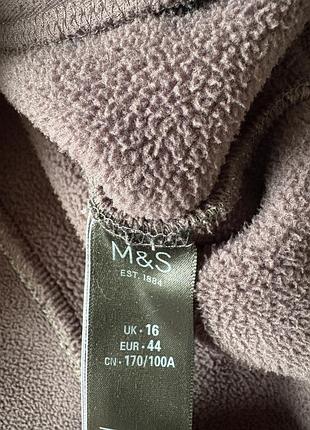 M&S
EST. 1884
UK • 16
EUR • 44
CN • 170/100A